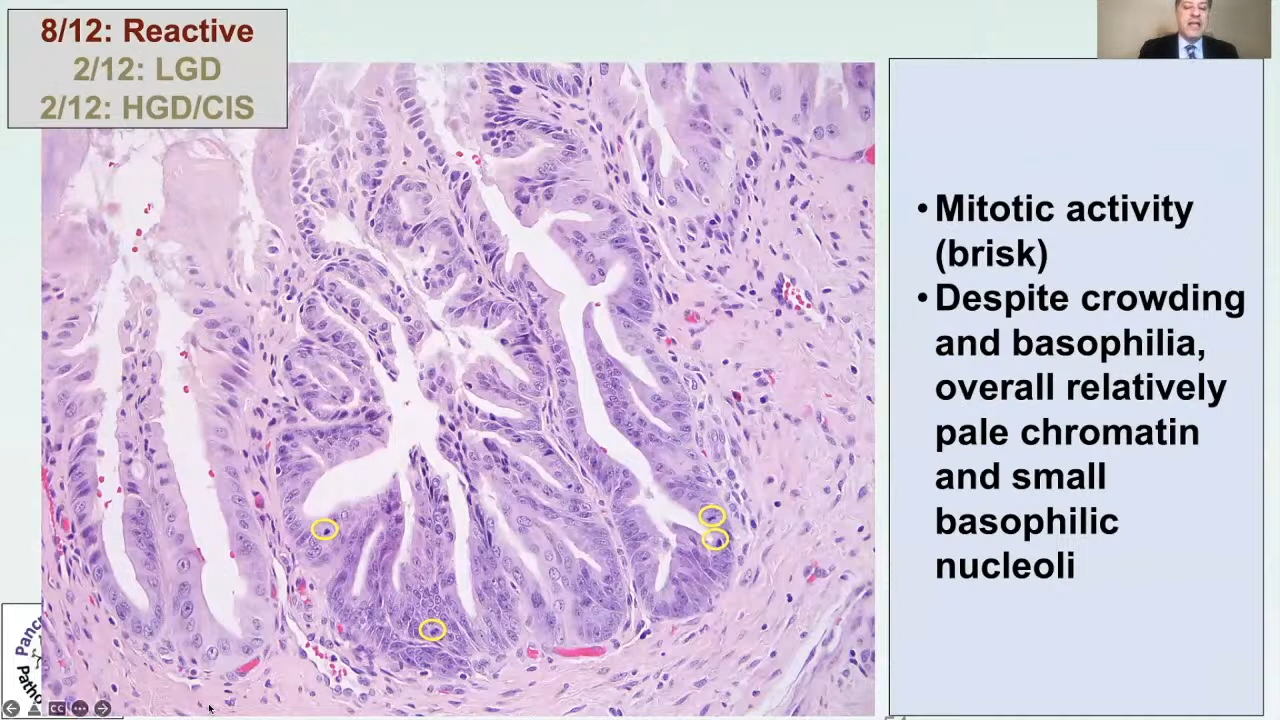 8/12: Reactive
2/12: LGD
2/12: HGD/CIS
• Mitotic activity
(brisk)
• Despite crowding
and basophilia,
overall relatively
pale chromatin
and small
basophilic
nucleoli
CC